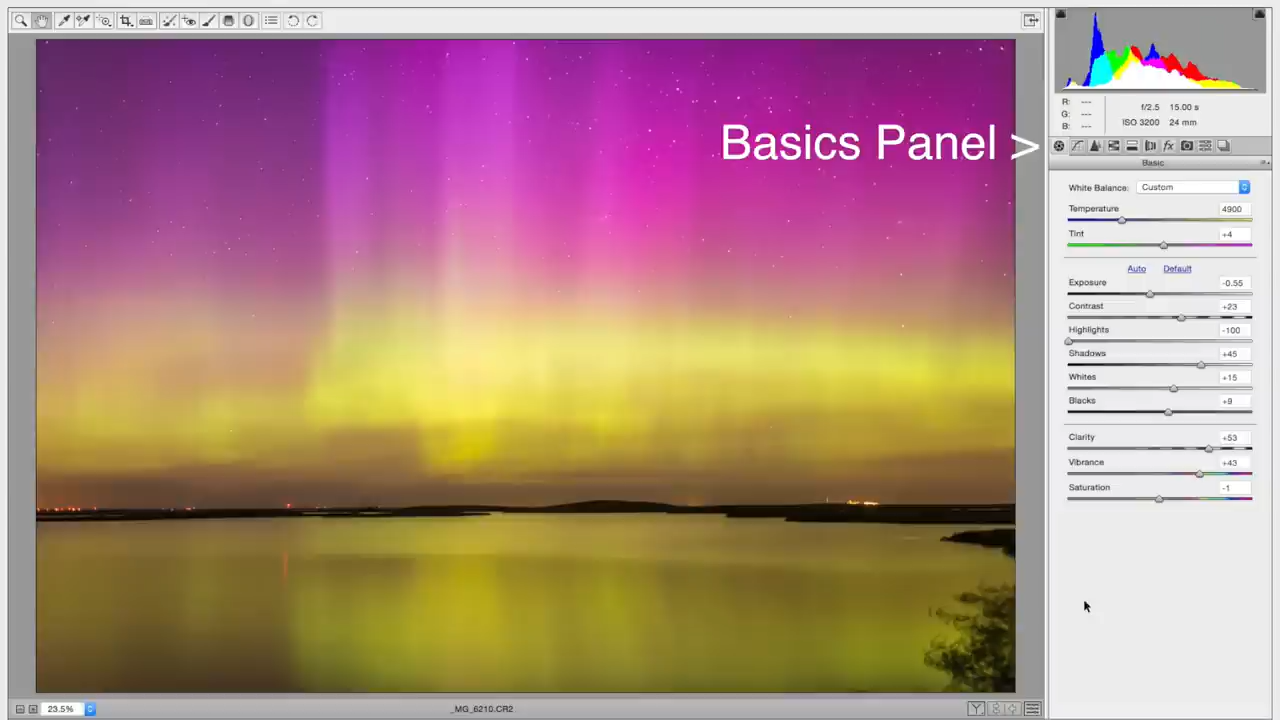 R: ---
G: ---
B: ---
f/2.5 15.00 s
ISO 3200 24 mm
Basics Panel >
fx
Basic
White Balance: Custom
Temperature 4900
Tint +4
Auto Default
Exposure -0.55
Contrast +23
Highlights -100
Shadows +45
Whites +15
Blacks +9
Clarity +53
Vibrance +43
Saturation -1
23.5% _MG_6210.CR2 Y